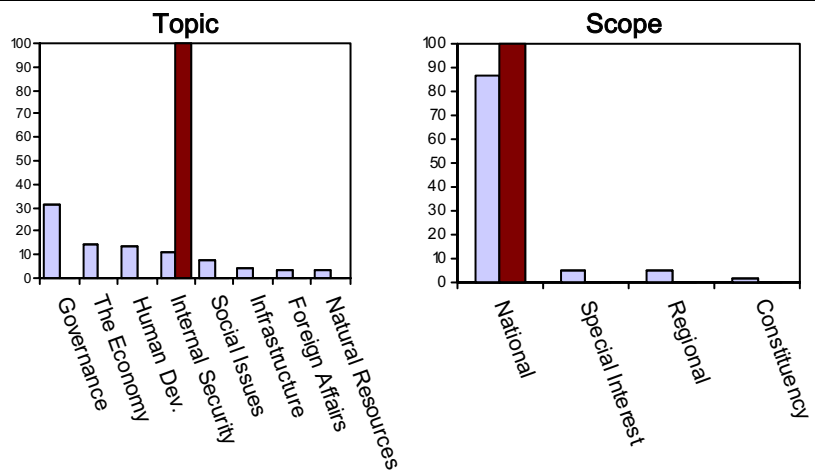 Topic
100
90
80
70
60
50
40
30
20
10
0
Governance
The Economy
Human Dev.
Internal Security
Social Issues
Infrastructure
Foreign Affairs
Natural Resources
Scope
100
90
80
70
60
50
40
30
20
10
0
National
Special Interest
Regional
Constituency